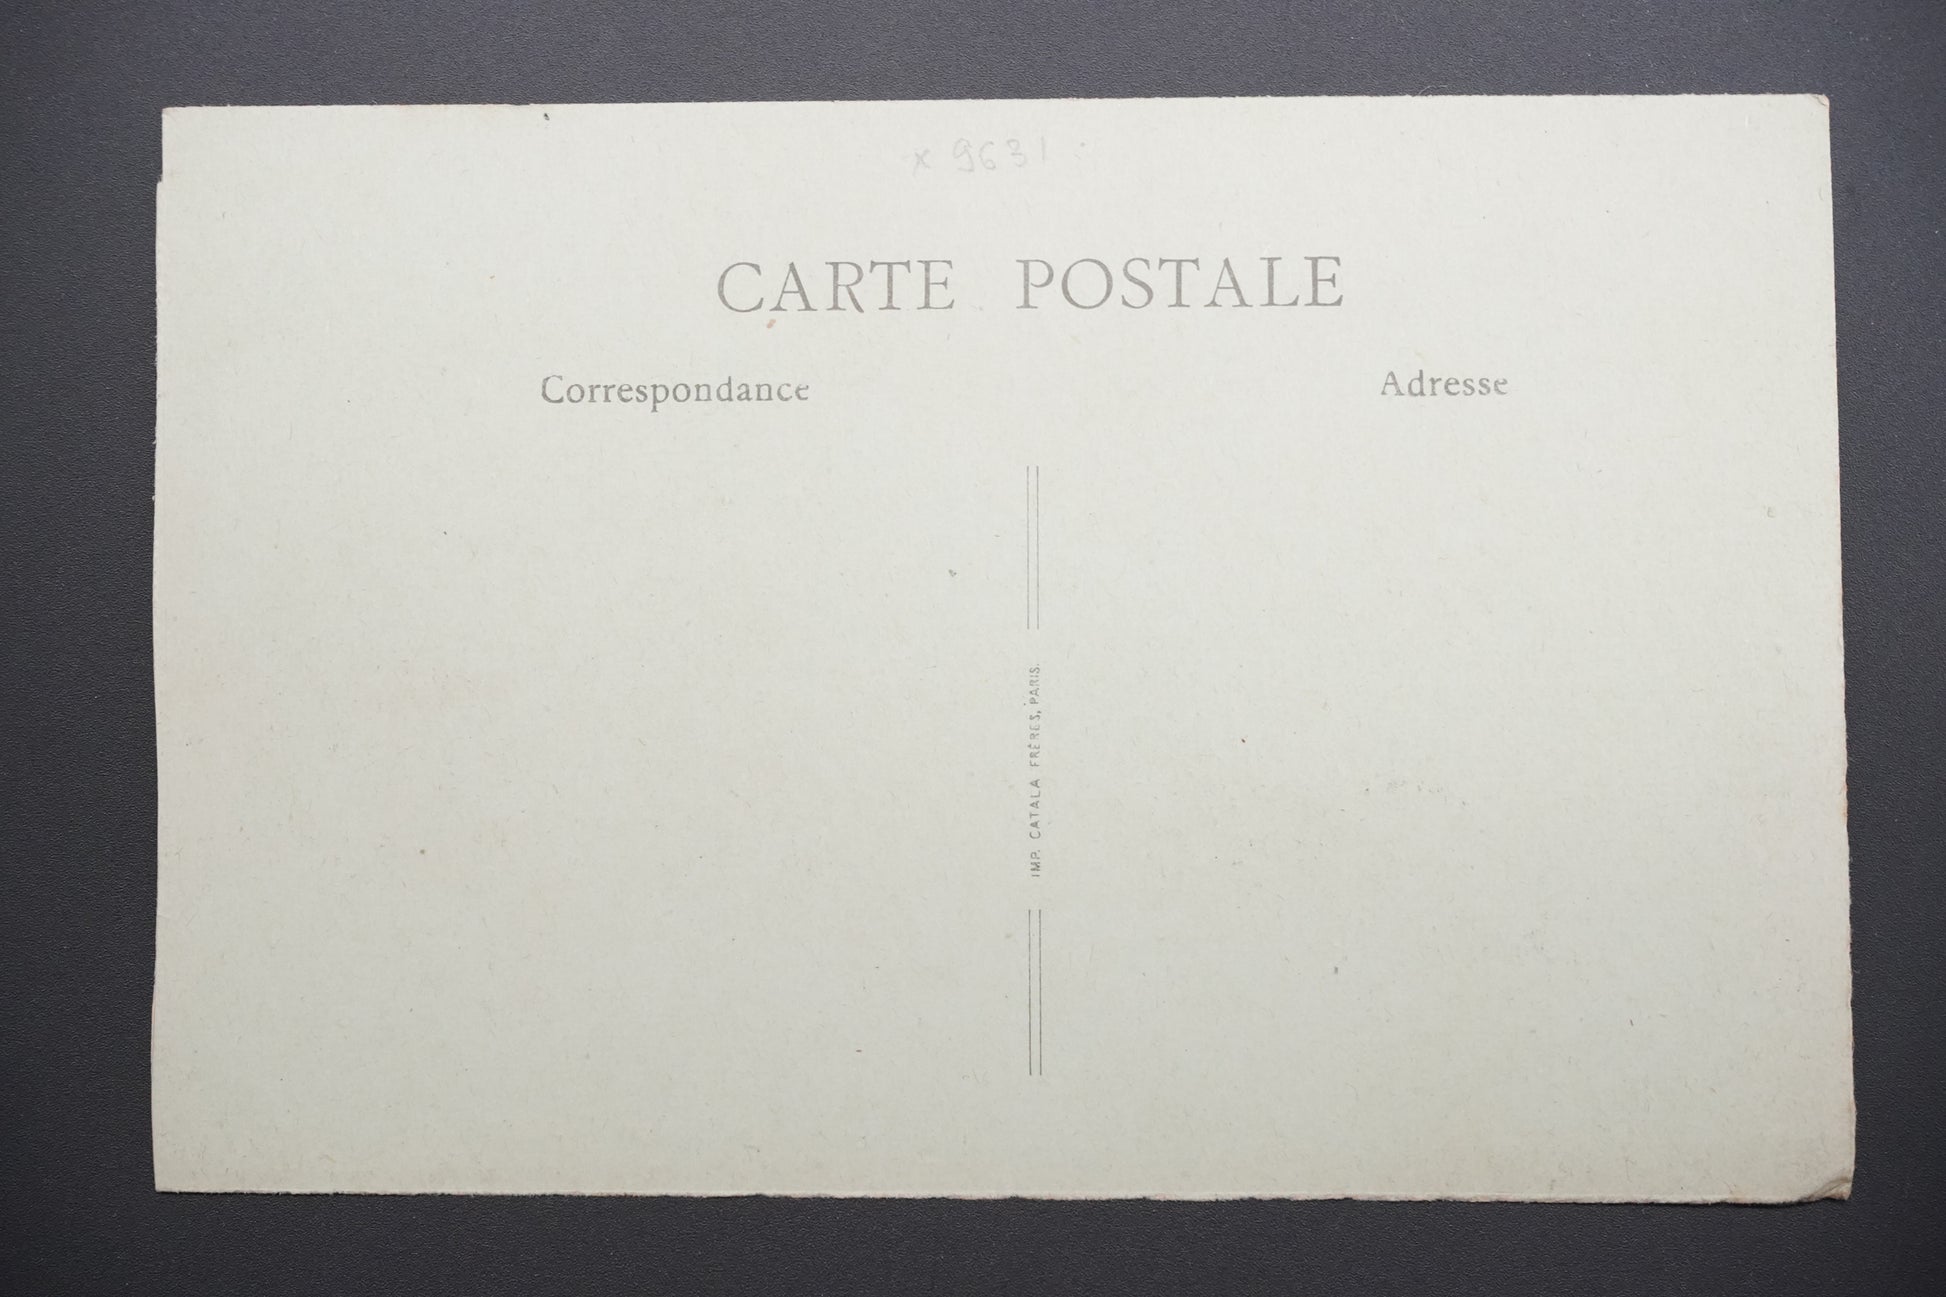 x 9631
CARTE POSTALE
Correspondance
Adresse
IMP. CATALA FRÈRES, PARIS.